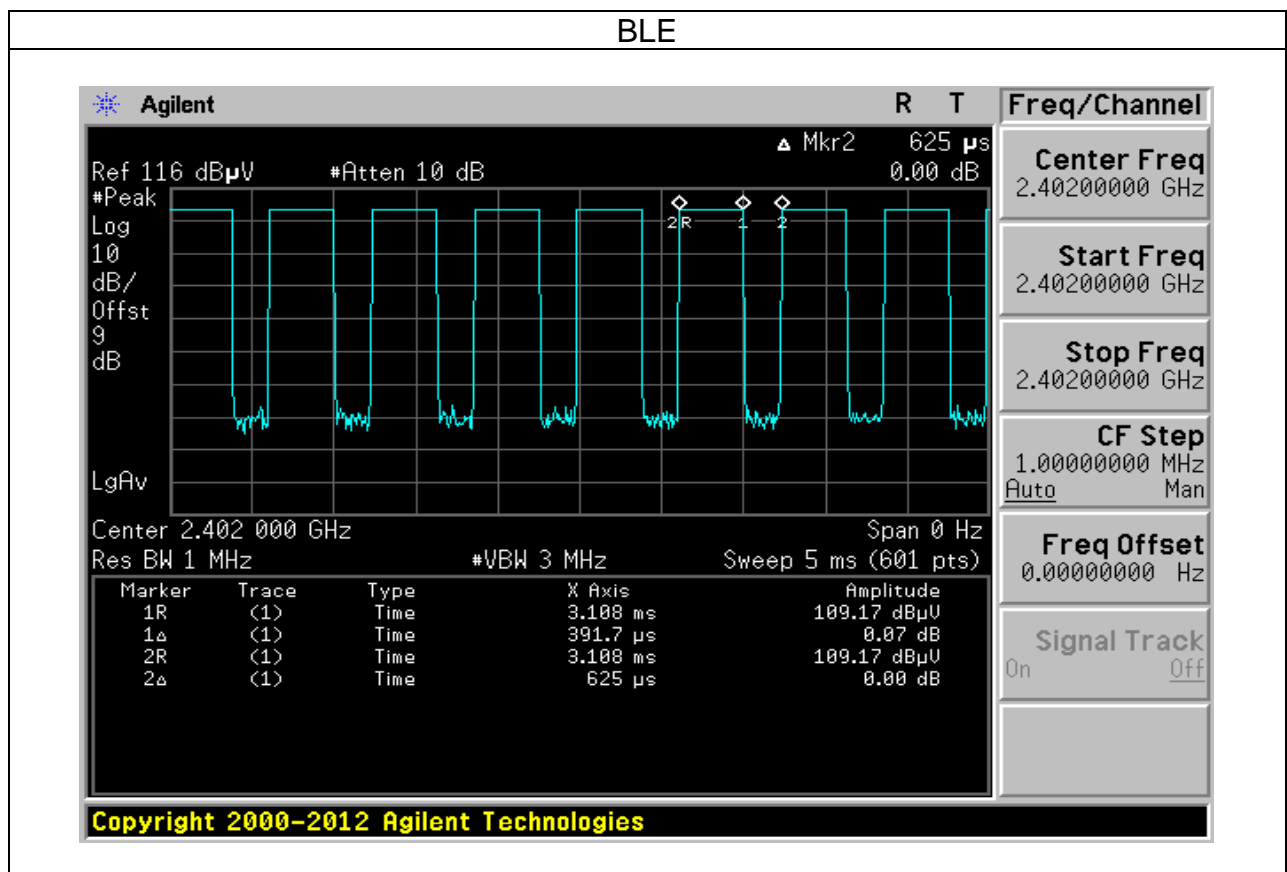 BLE
Agilent R T Freq/Channel
Δ Mkr2 625 µs
Ref 116 dBµV #Atten 10 dB 0.00 dB
#Peak
Log
10
dB/
Offst
9
dB
LgAv
2R 1 2
Center 2.402 000 GHz Span 0 Hz
Res BW 1 MHz #VBW 3 MHz Sweep 5 ms (601 pts)
Marker Trace Type X Axis Amplitude
1R (1) Time 3.108 ms 109.17 dBµV
1Δ (1) Time 391.7 µs 0.07 dB
2R (1) Time 3.108 ms 109.17 dBµV
2Δ (1) Time 625 µs 0.00 dB
Center Freq
2.40200000 GHz
Start Freq
2.40200000 GHz
Stop Freq
2.40200000 GHz
CF Step
1.00000000 MHz
Auto Man
Freq Offset
0.00000000 Hz
Signal Track
On Off
Copyright 2000-2012 Agilent Technologies